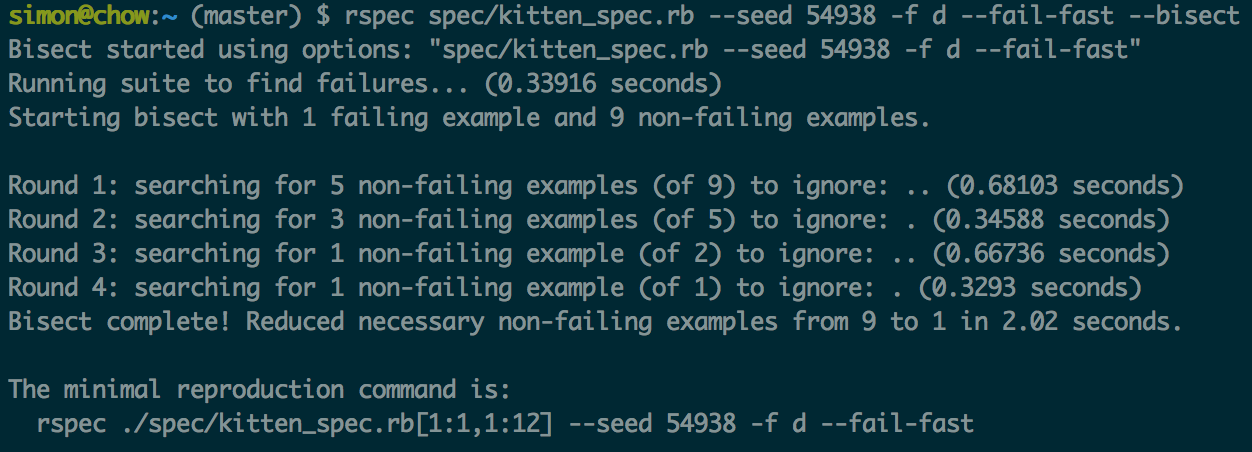 simon@chow:~ (master) $ rspec spec/kitten_spec.rb --seed 54938 -f d --fail-fast --bisect
Bisect started using options: "spec/kitten_spec.rb --seed 54938 -f d --fail-fast"
Running suite to find failures... (0.33916 seconds)
Starting bisect with 1 failing example and 9 non-failing examples.
Round 1: searching for 5 non-failing examples (of 9) to ignore: .. (0.68103 seconds)
Round 2: searching for 3 non-failing examples (of 5) to ignore: . (0.34588 seconds)
Round 3: searching for 1 non-failing example (of 2) to ignore: .. (0.66736 seconds)
Round 4: searching for 1 non-failing example (of 1) to ignore: . (0.3293 seconds)
Bisect complete! Reduced necessary non-failing examples from 9 to 1 in 2.02 seconds.
The minimal reproduction command is:
rspec ./spec/kitten_spec.rb[1:1,1:12] --seed 54938 -f d --fail-fast